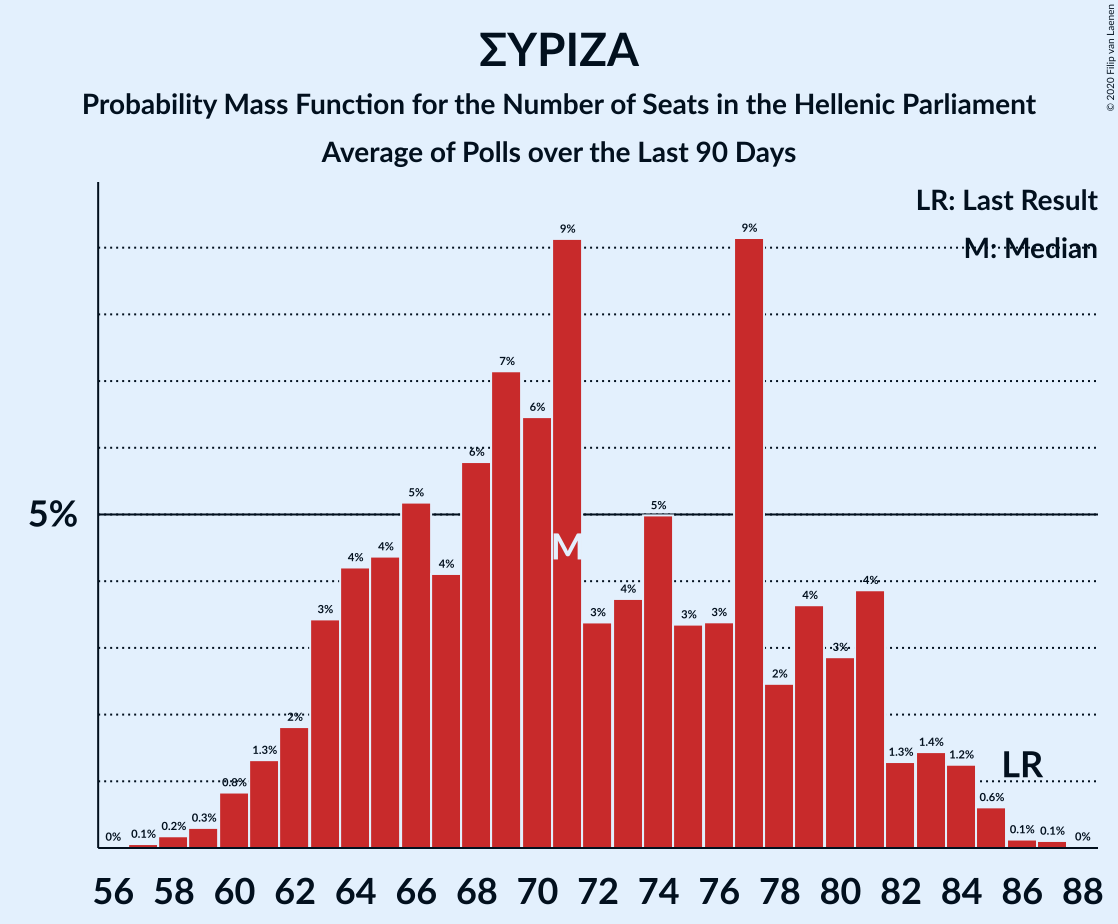 © 2020 Filip van Laenen
ΣΥΡΙΖΑ
Probability Mass Function for the Number of Seats in the Hellenic Parliament
Average of Polls over the Last 90 Days
LR: Last Result
M: Median
5%
0% 0.1% 0.2% 0.3% 0.8% 1.3% 2% 3% 4% 4% 5% 4% 6% 7% 6% 9% 3% 4% 5% 3% 3% 9% 2% 4% 3% 4% 1.3% 1.4% 1.2% 0.6% 0.1% 0.1% 0%
M
LR
56 58 60 62 64 66 68 70 72 74 76 78 80 82 84 86 88